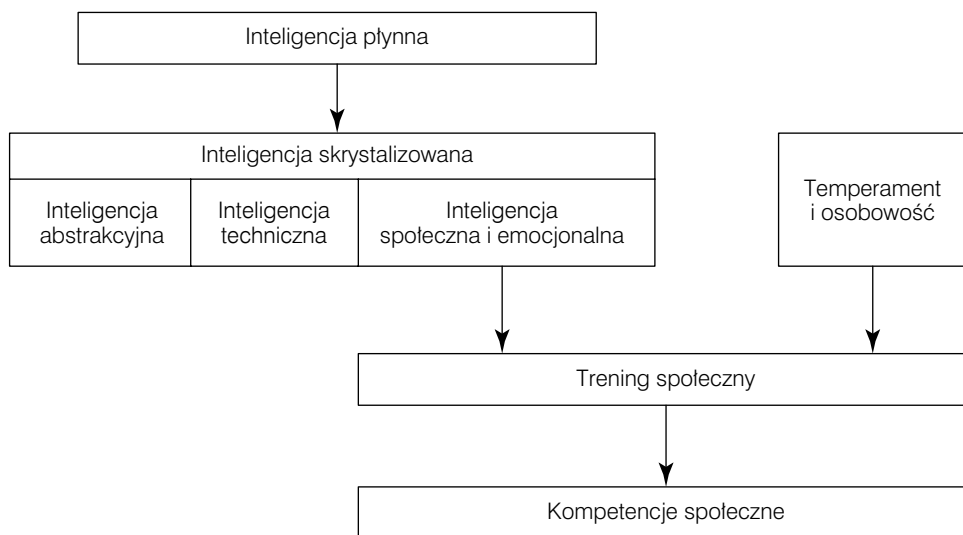 Inteligencja płynna
Inteligencja skrystalizowana
Inteligencja
abstrakcyjna
Inteligencja
techniczna
Inteligencja
społeczna i emocjonalna
Temperament
i osobowość
Trening społeczny
Kompetencje społeczne